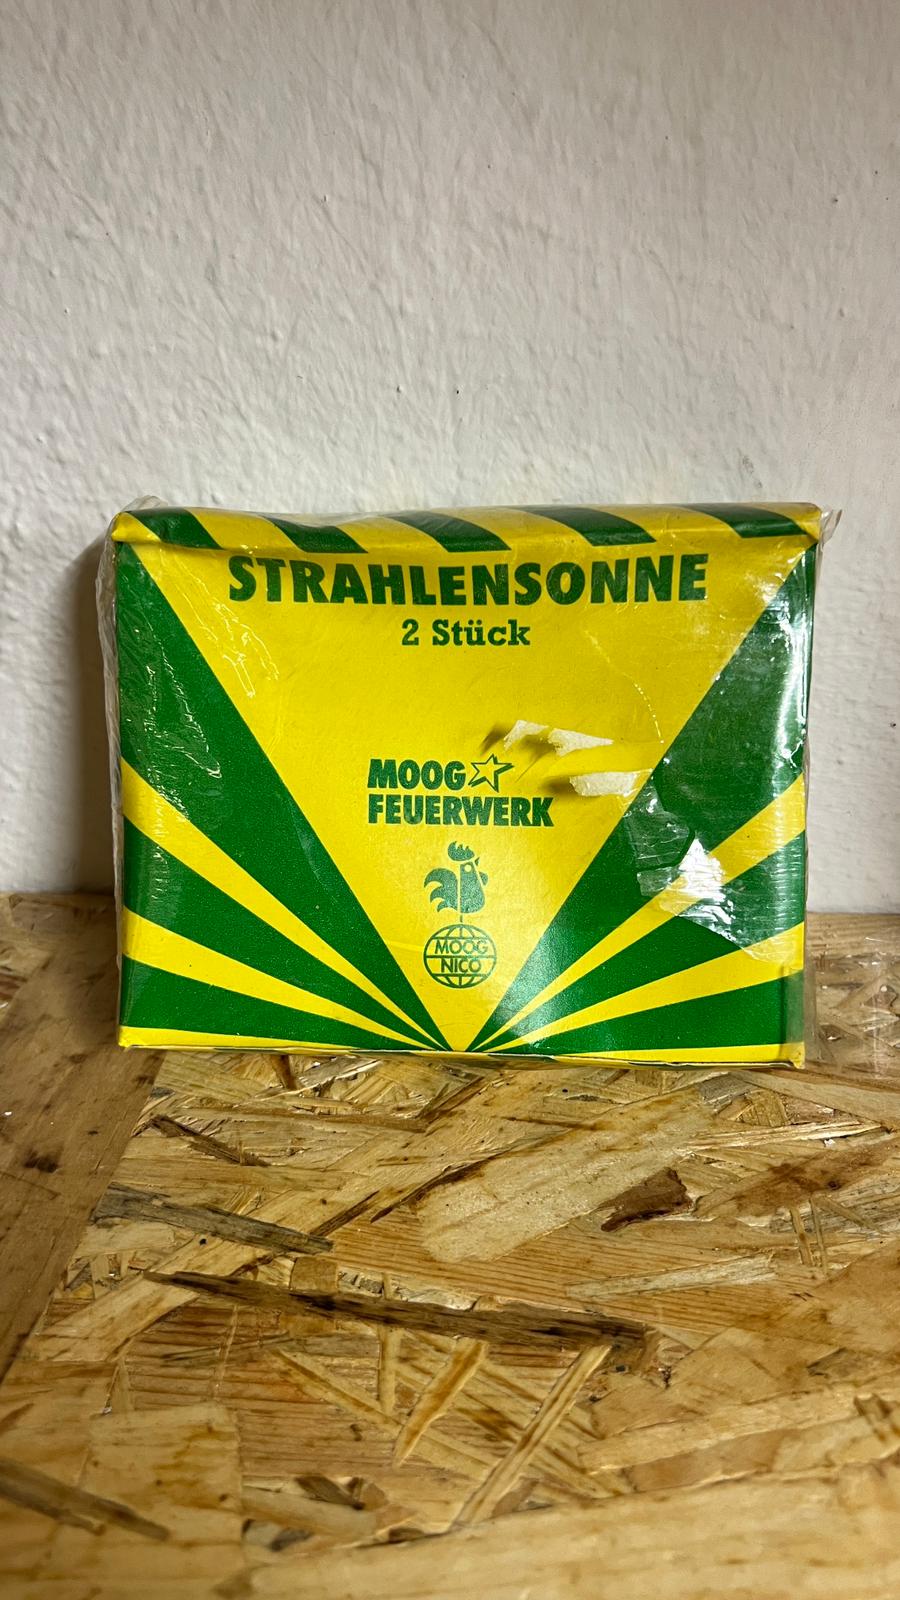 STRAHLENSONNE
2 Stück
MOOG
FEUERWERK
MOOG
NICO